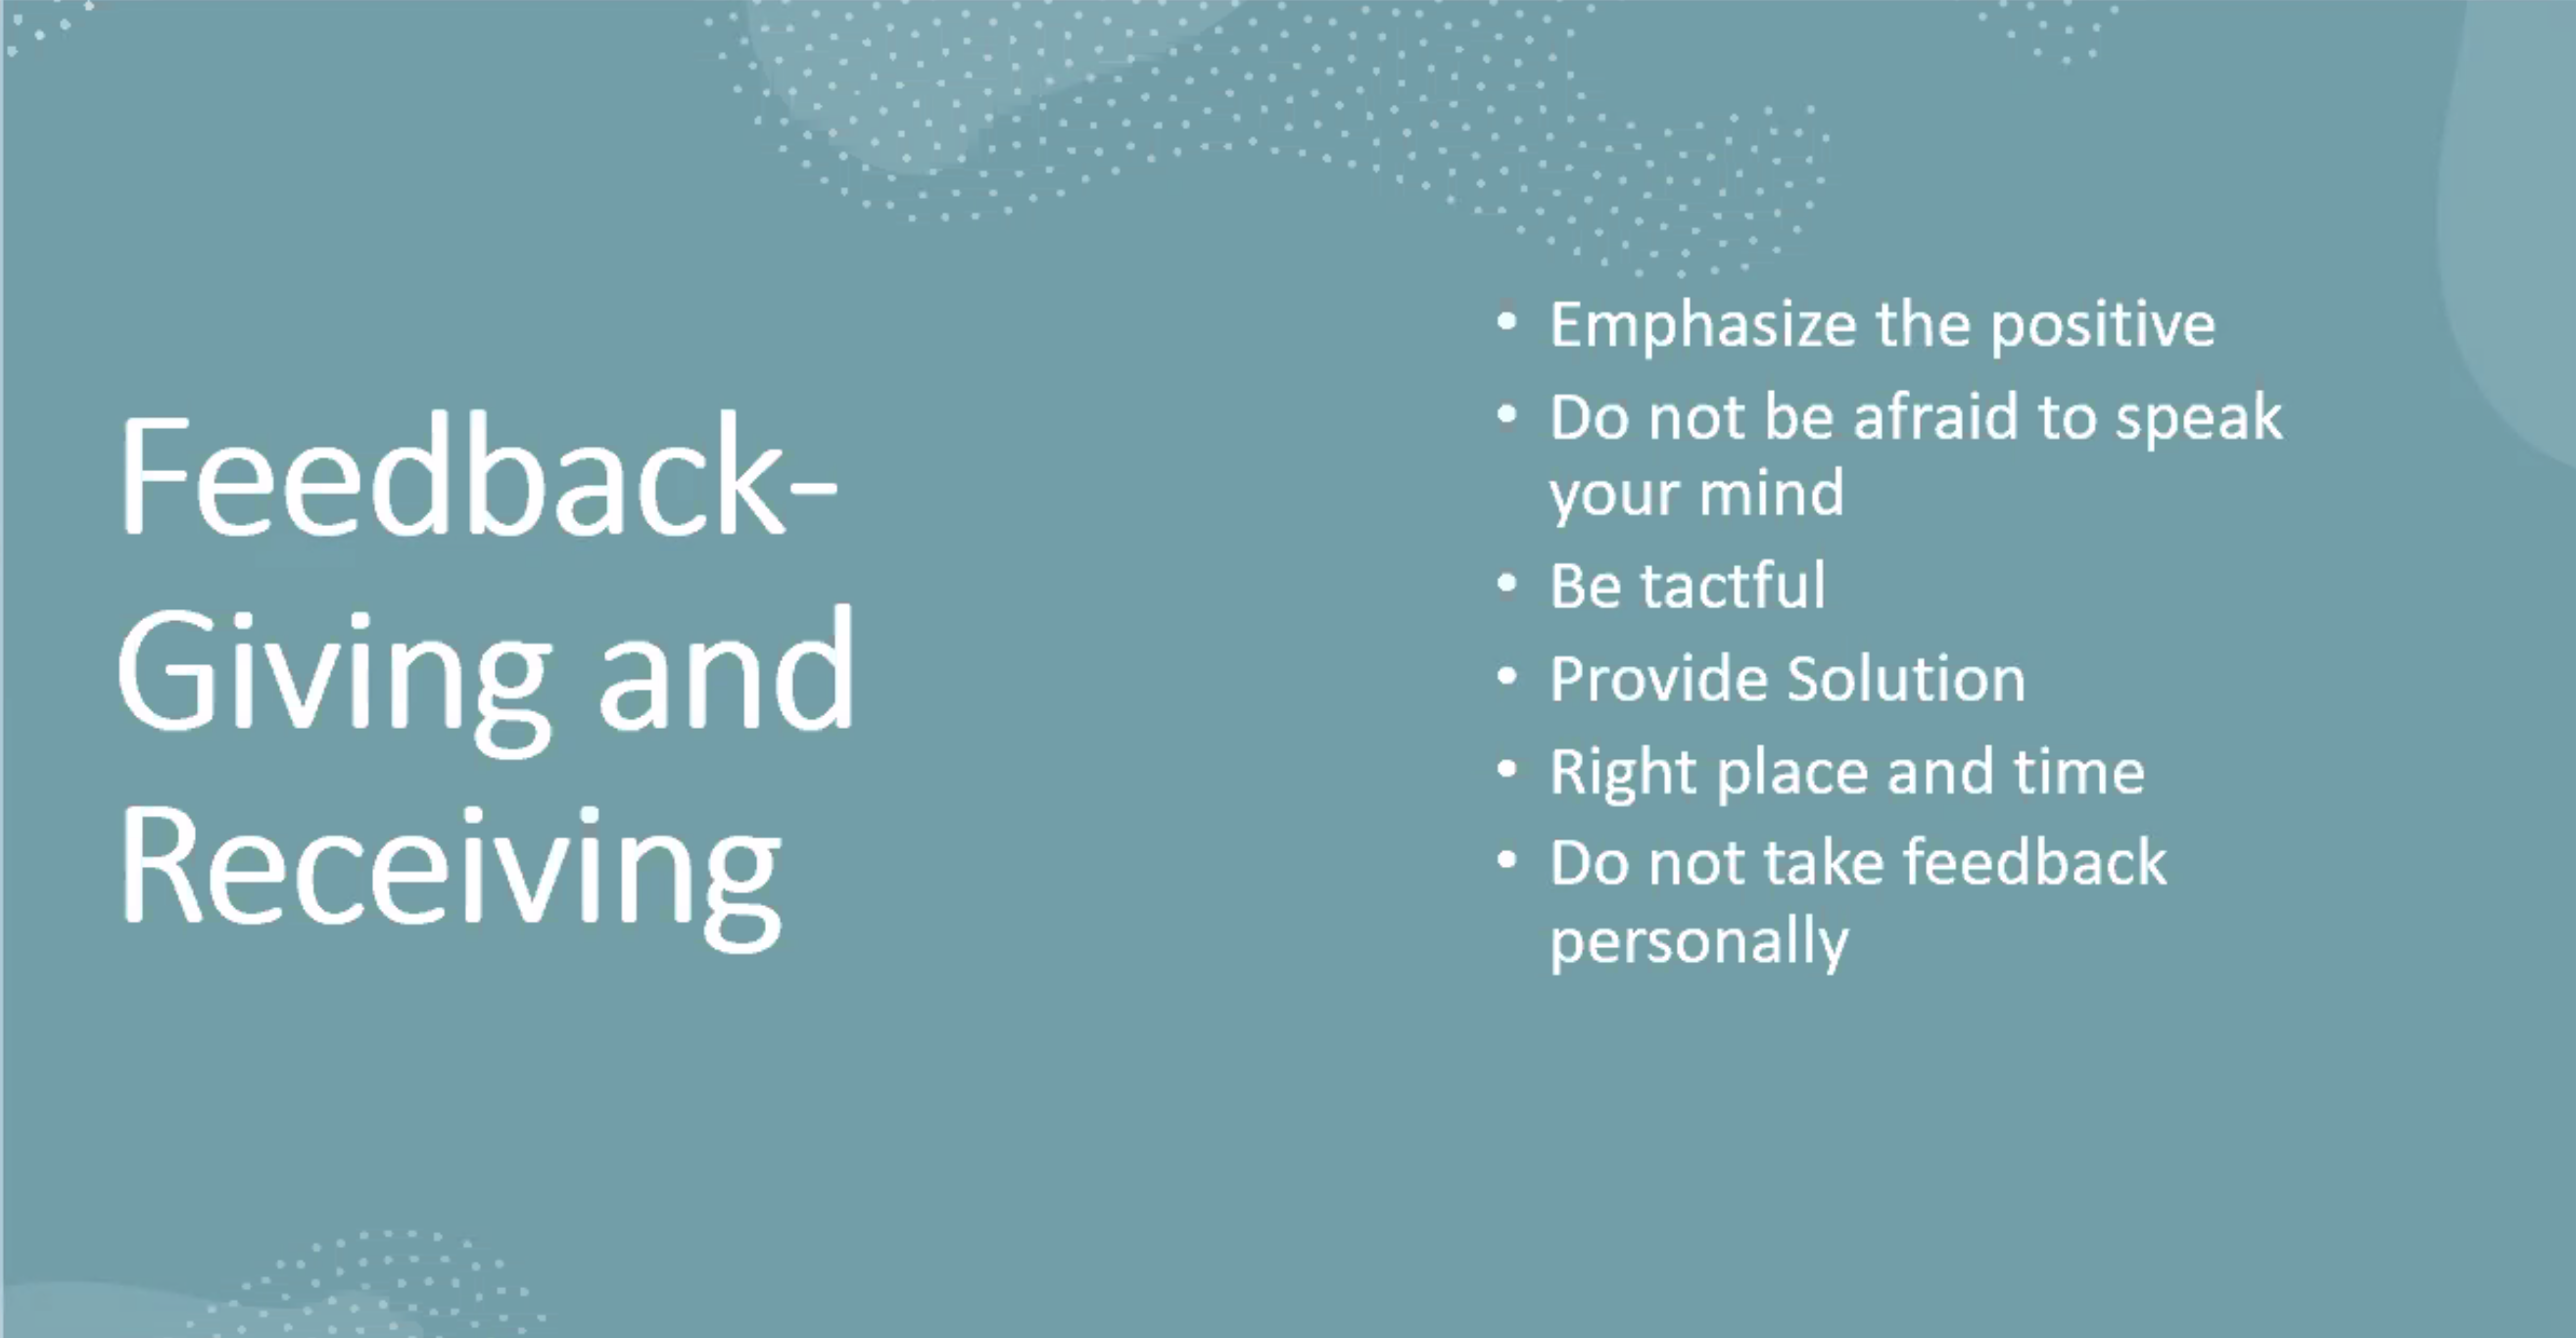 Feedback-
Giving and
Receiving
• Emphasize the positive
• Do not be afraid to speak
your mind
• Be tactful
• Provide Solution
• Right place and time
• Do not take feedback
personally